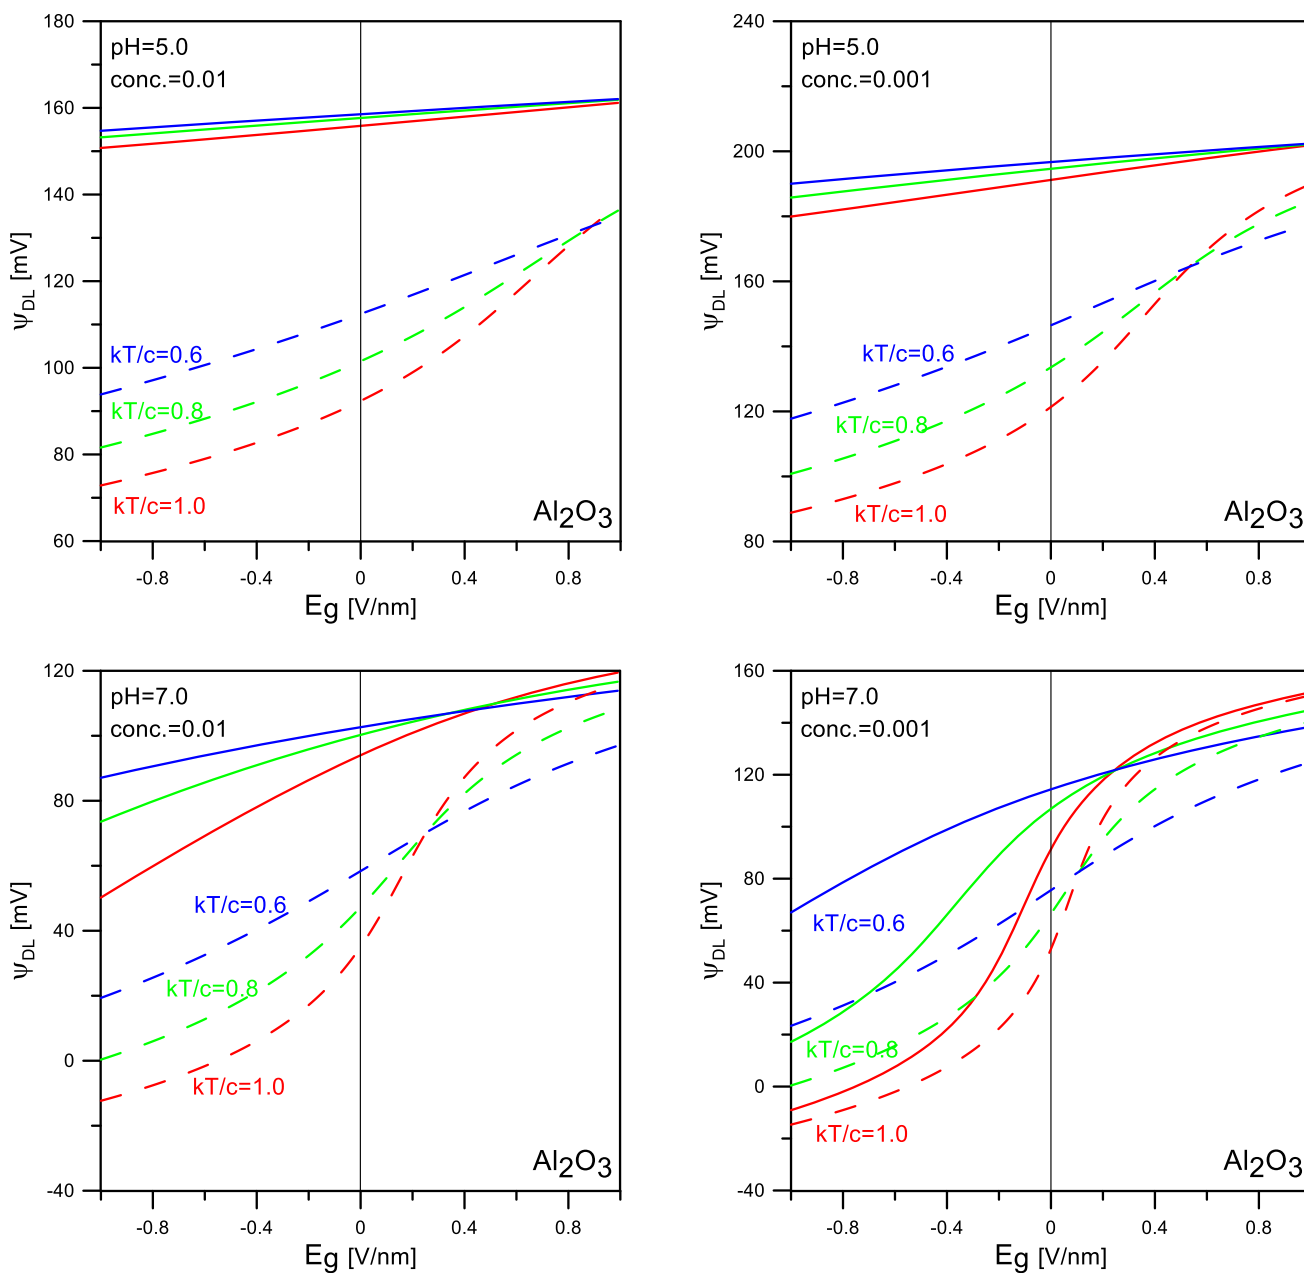 180
160
140
120
100
80
60
ψDL [mV]
pH=5.0
conc.=0.01
kT/c=0.6
kT/c=0.8
kT/c=1.0
Al2O3
-0.8 -0.4 0 0.4 0.8
Eg [V/nm]
240
200
160
120
80
ψDL [mV]
pH=5.0
conc.=0.001
kT/c=0.6
kT/c=0.8
kT/c=1.0
Al2O3
-0.8 -0.4 0 0.4 0.8
Eg [V/nm]
120
80
40
0
-40
ψDL [mV]
pH=7.0
conc.=0.01
kT/c=0.6
kT/c=0.8
kT/c=1.0
Al2O3
-0.8 -0.4 0 0.4 0.8
Eg [V/nm]
160
120
80
40
0
-40
ψDL [mV]
pH=7.0
conc.=0.001
kT/c=0.6
kT/c=0.8
kT/c=1.0
Al2O3
-0.8 -0.4 0 0.4 0.8
Eg [V/nm]